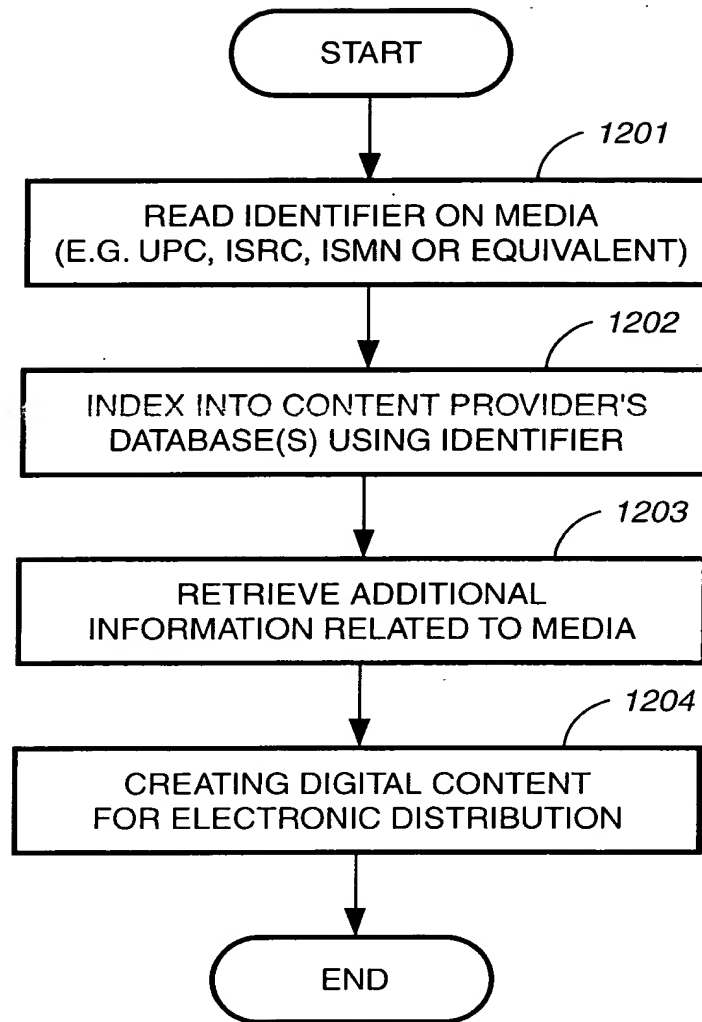 START
1201
READ IDENTIFIER ON MEDIA
(E.G. UPC, ISRC, ISMN OR EQUIVALENT)
1202
INDEX INTO CONTENT PROVIDER'S
DATABASE(S) USING IDENTIFIER
1203
RETRIEVE ADDITIONAL
INFORMATION RELATED TO MEDIA
1204
CREATING DIGITAL CONTENT
FOR ELECTRONIC DISTRIBUTION
END